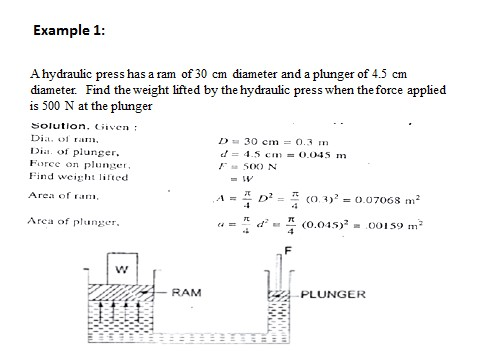 Example 1:
A hydraulic press has a ram of 30 cm diameter and a plunger of 4.5 cm
diameter. Find the weight lifted by the hydraulic press when the force applied
is 500 N at the plunger
Solution. Given :
Dia. of ram, D = 30 cm = 0.3 m
Dia. of plunger, d = 4.5 cm = 0.045 m
Force on plunger, F = 500 N
Find weight lifted = W
Area of ram, A = π/4 D² = π/4 (0.3)² = 0.07068 m²
Area of plunger, a = π/4 d² = π/4 (0.045)² = .00159 m²
F
W
RAM
PLUNGER